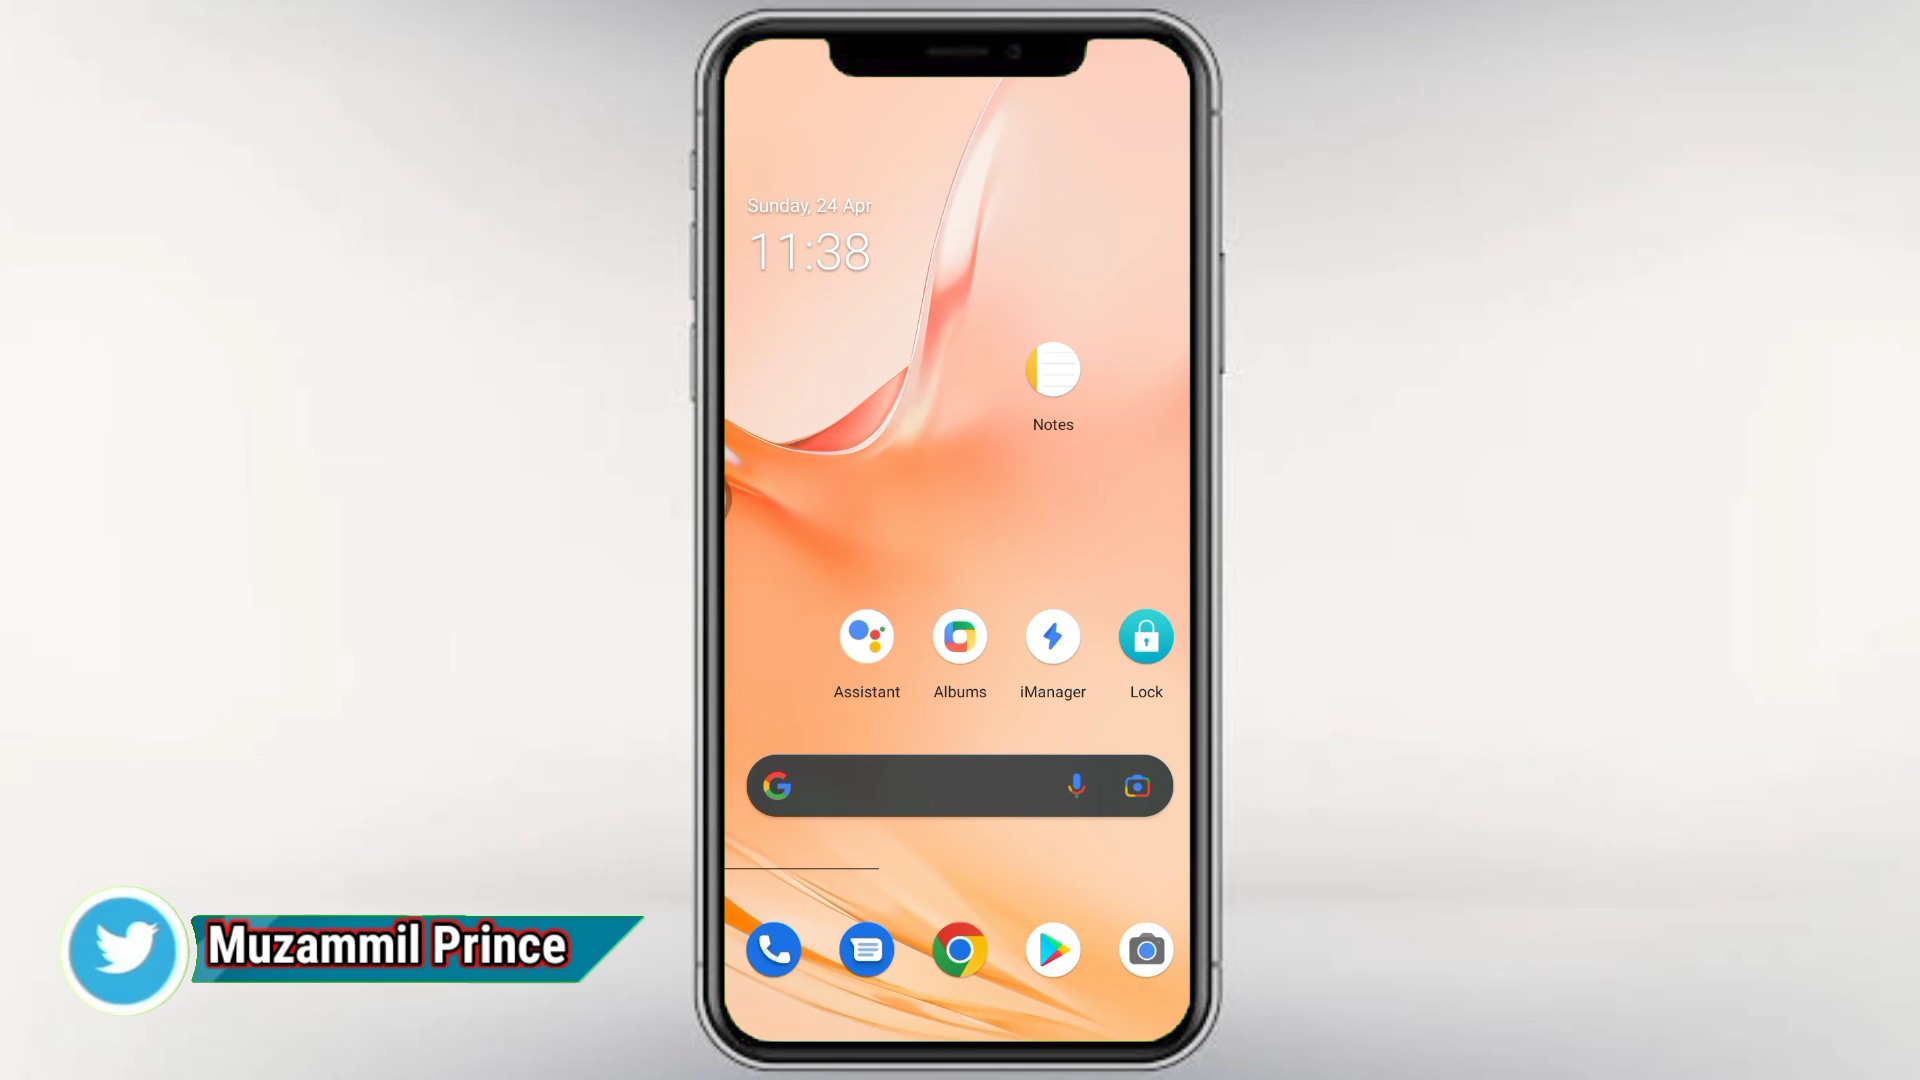 Sunday, 24 Apr
11:38
Notes
Assistant
Albums
iManager
Lock
Muzammil Prince